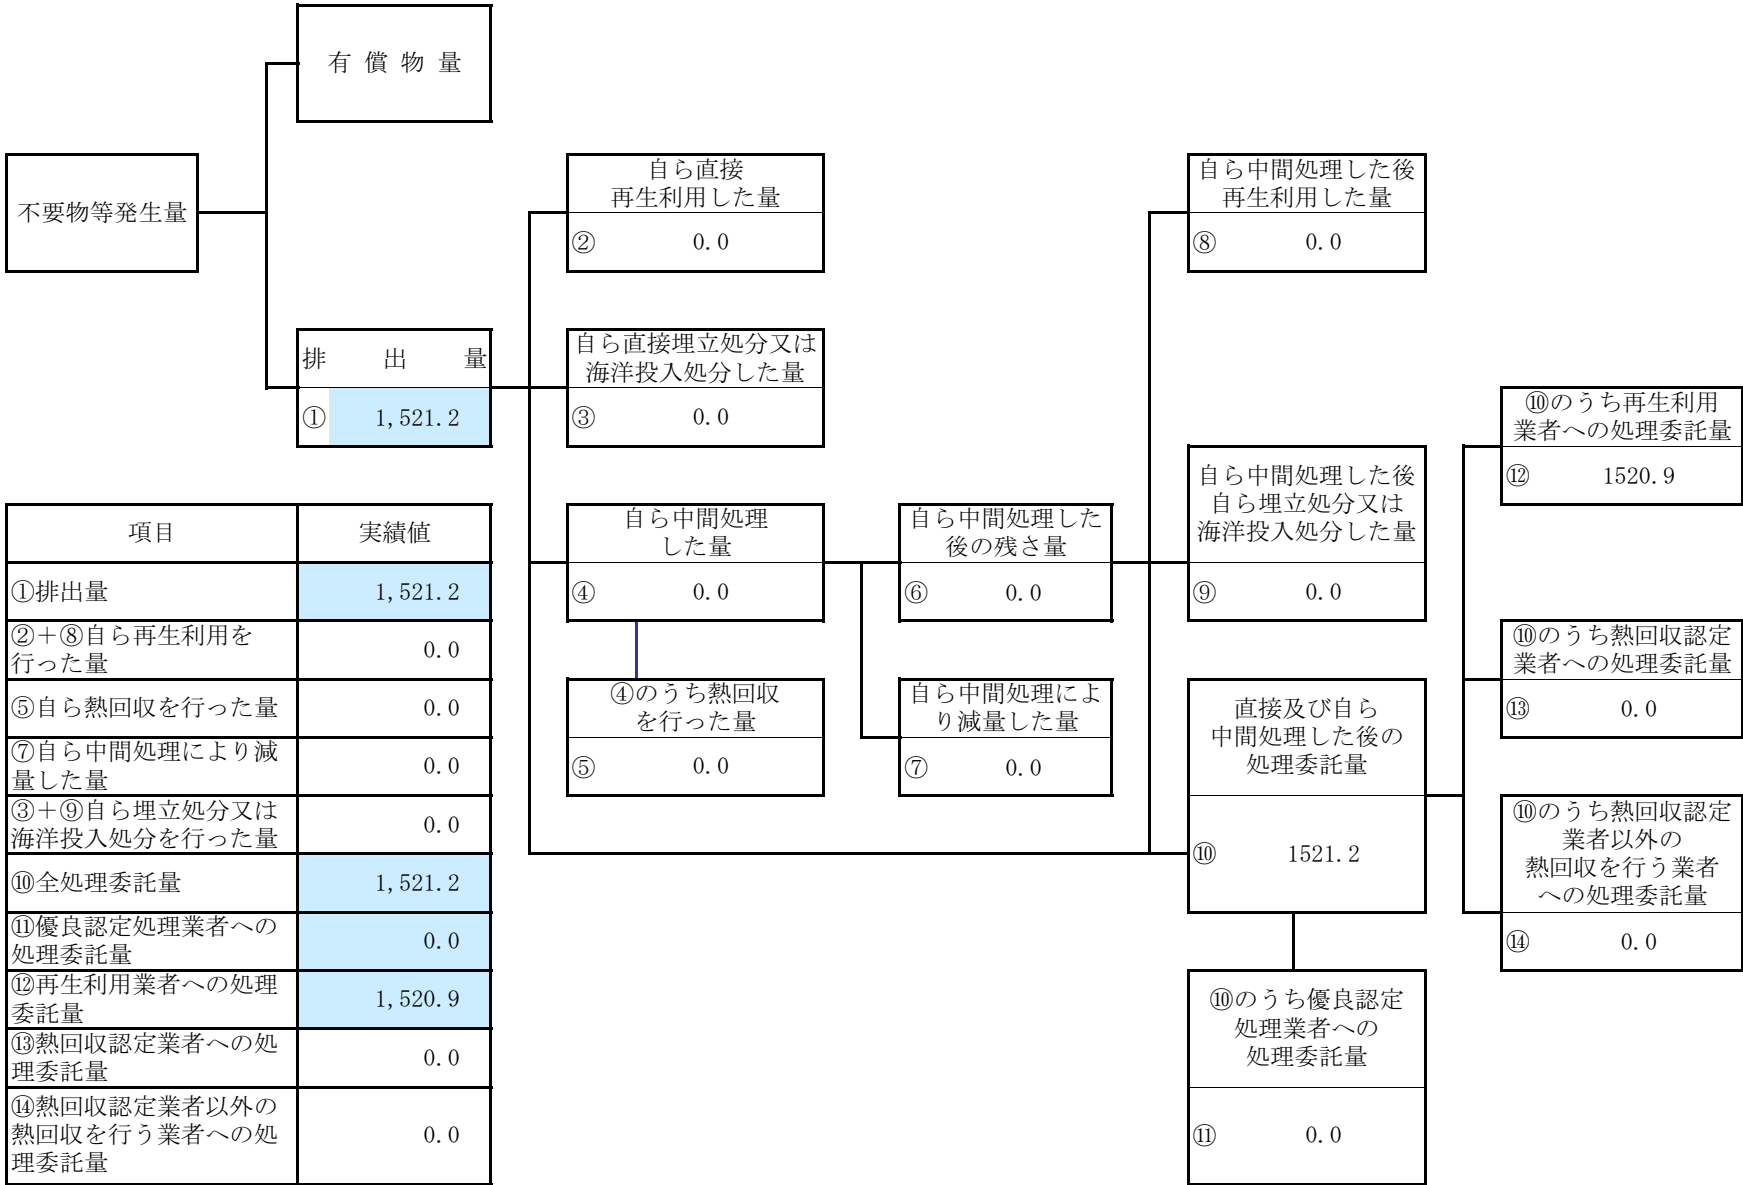 有 償 物 量
不要物等発生量
自ら直接
再生利用した量
② 0.0
自ら中間処理した後
再生利用した量
⑧ 0.0
排 出 量
① 1,521.2
自ら直接埋立処分又は
海洋投入処分した量
③ 0.0
⑩のうち再生利用
業者への処理委託量
⑫ 1520.9
自ら中間処理した後
自ら埋立処分又は
海洋投入処分した量
⑨ 0.0
自ら中間処理
した量
④ 0.0
自ら中間処理した
後の残さ量
⑥ 0.0
⑩のうち熱回収認定
業者への処理委託量
⑬ 0.0
④のうち熱回収
を行った量
⑤ 0.0
自ら中間処理によ
り減量した量
⑦ 0.0
直接及び自ら
中間処理した後の
処理委託量
⑩ 1521.2
⑩のうち熱回収認定
業者以外の
熱回収を行う業者
への処理委託量
⑭ 0.0
⑩のうち優良認定
処理業者への
処理委託量
⑪ 0.0
項目 実績値
①排出量 1,521.2
②＋⑧自ら再生利用を
行った量 0.0
⑤自ら熱回収を行った量 0.0
⑦自ら中間処理により減
量した量 0.0
③＋⑨自ら埋立処分又は
海洋投入処分を行った量 0.0
⑩全処理委託量 1,521.2
⑪優良認定処理業者への
処理委託量 0.0
⑫再生利用業者への処理
委託量 1,520.9
⑬熱回収認定業者への処
理委託量 0.0
⑭熱回収認定業者以外の
熱回収を行う業者への処
理委託量 0.0